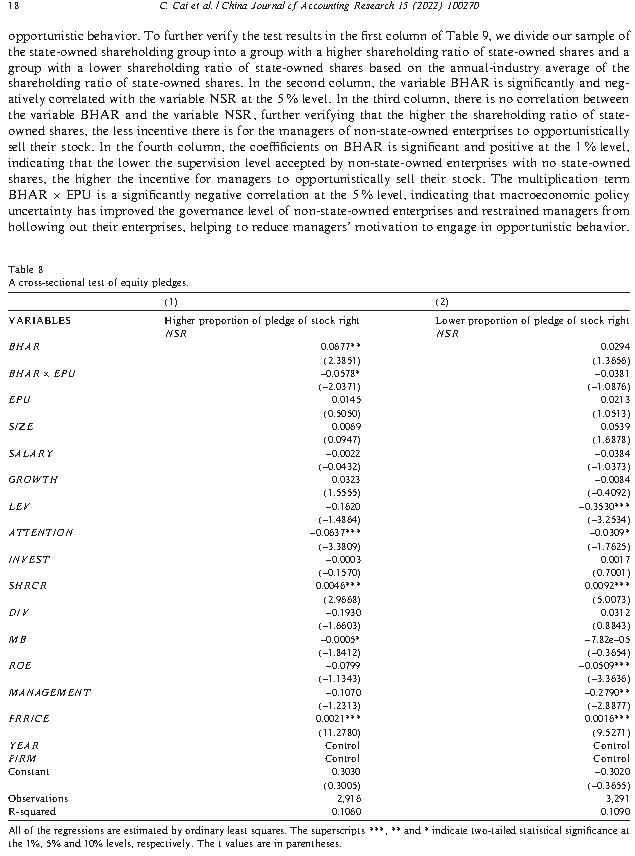 18
C. Cai et al. / China Journal of Accounting Research 15 (2022) 100270
opportunistic behavior. To further verify the test results in the first column of Table 9, we divide our sample of
the state-owned shareholding group into a group with a higher shareholding ratio of state-owned shares and a
group with a lower shareholding ratio of state-owned shares based on the annual-industry average of the
shareholding ratio of state-owned shares. In the second column, the variable BHAR is significantly and neg-
atively correlated with the variable NSR at the 5 % level. In the third column, there is no correlation between
the variable BHAR and the variable NSR, further verifying that the higher the shareholding ratio of state-
owned shares, the less incentive there is for the managers of non-state-owned enterprises to opportunistically
sell their stock. In the fourth column, the coefficients on BHAR is significant and positive at the 1 % level,
indicating that the lower the supervision level accepted by non-state-owned enterprises with no state-owned
shares, the higher the incentive for managers to opportunistically sell their stock. The multiplication term
BHAR × EPU is a significantly negative correlation at the 5 % level, indicating that macroeconomic policy
uncertainty has improved the governance level of non-state-owned enterprises and restrained managers from
hollowing out their enterprises, helping to reduce managers' motivation to engage in opportunistic behavior.
Table 8
A cross-sectional test of equity pledges.
(1) (2)
VARIABLES Higher proportion of pledge of stock right Lower proportion of pledge of stock right
NSR NSR
BHAR 0.0677** 0.0294
(2.3851) (1.3656)
BHAR × EPU −0.0578* −0.0381
(−2.0371) (−1.0876)
EPU 0.0145 0.0213
(0.5050) (1.0513)
SIZE 0.0069 0.0539
(0.0947) (1.6878)
SALARY −0.0022 −0.0384
(−0.0432) (−1.0373)
GROWTH 0.0323 −0.0084
(1.5555) (−0.4092)
LEV −0.1620 −0.3530***
(−1.4864) (−3.2534)
ATTENTION −0.0637*** −0.0309*
(−3.3809) (−1.7625)
INVEST −0.0003 0.0017
(−0.1570) (0.7001)
SHRCR 0.0046*** 0.0092***
(2.9668) (5.0073)
DIV −0.1930 0.0312
(−1.6603) (0.8843)
MB −0.0005* −7.82e−05
(−1.8412) (−0.3654)
ROE −0.0799 −0.0509***
(−1.1343) (−3.3636)
MANAGEMENT −0.1070 −0.2790**
(−1.2313) (−2.8877)
FRRICE 0.0021*** 0.0016***
(11.2780) (9.5271)
YEAR Control Control
FIRM Control Control
Constant 0.3030 −0.3020
(0.3005) (−0.3655)
Observations 2,916 3,291
R-squared 0.1060 0.1090
All of the regressions are estimated by ordinary least squares. The superscripts ***, ** and * indicate two-tailed statistical significance at
the 1%, 5% and 10% levels, respectively. The t values are in parentheses.